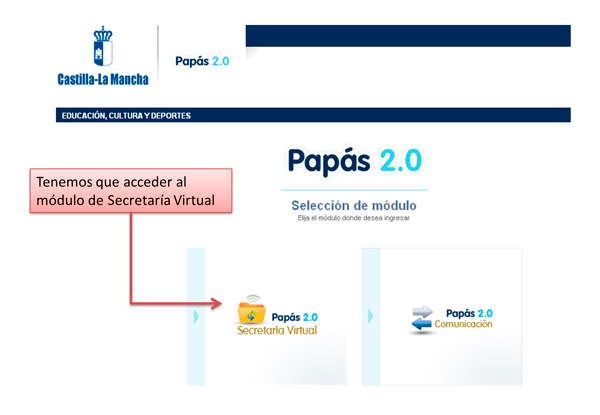 Castilla-La Mancha
Papás 2.0
EDUCACIÓN, CULTURA Y DEPORTES
Papás 2.0
Tenemos que acceder al
módulo de Secretaría Virtual
Selección de módulo
Elija el módulo donde desea ingresar
Papás 2.0
Secretaría Virtual
Papás 2.0
Comunicación